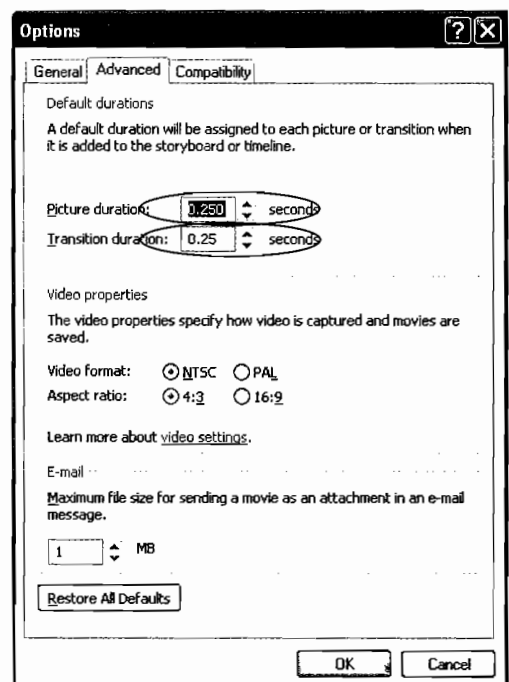 Options
General Advanced Compatibility
Default durations
A default duration will be assigned to each picture or transition when
it is added to the storyboard or timeline.
Picture duration: 0.250 seconds
Transition duration: 0.25 seconds
Video properties
The video properties specify how video is captured and movies are
saved.
Video format: NTSC PAL
Aspect ratio: 4:3 16:9
Learn more about video settings.
E-mail
Maximum file size for sending a movie as an attachment in an e-mail
message.
1 MB
Restore All Defaults
OK Cancel